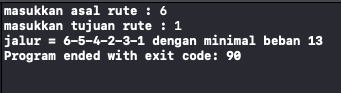 masukkan asal rute : 6
masukkan tujuan rute : 1
jalur = 6-5-4-2-3-1 dengan minimal beban 13
Program ended with exit code: 90